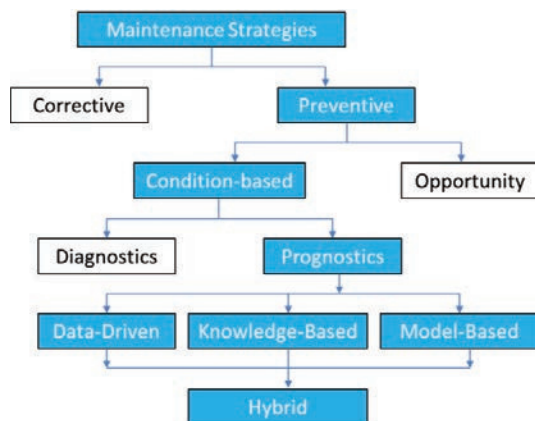 Maintenance Strategies
Corrective
Preventive
Condition-based
Opportunity
Diagnostics
Prognostics
Data-Driven
Knowledge-Based
Model-Based
Hybrid